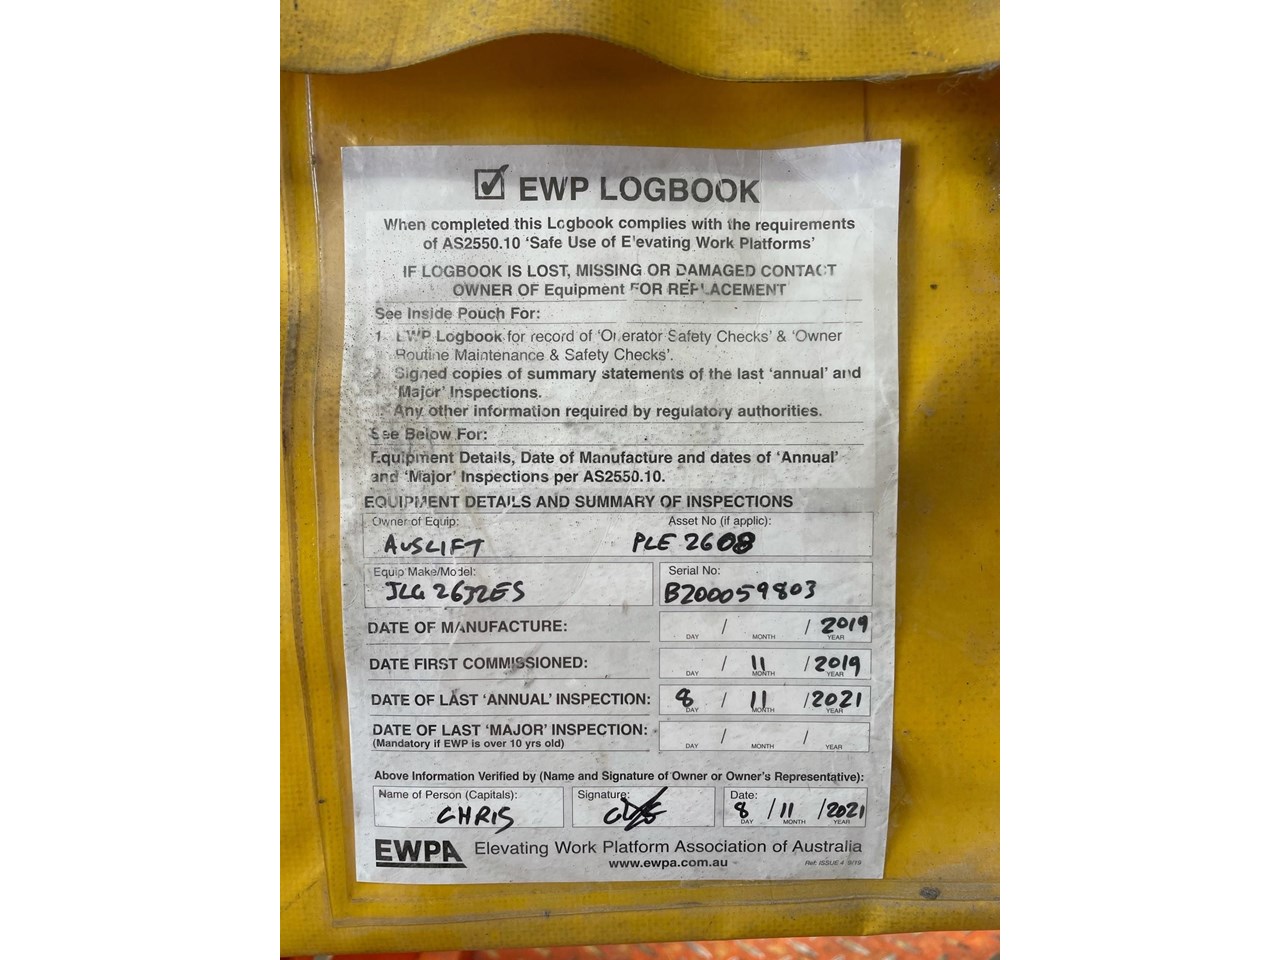 EWP LOGBOOK
When completed this Logbook complies with the requirements
of AS2550.10 ‘Safe Use of Elevating Work Platforms’
IF LOGBOOK IS LOST, MISSING OR DAMAGED CONTACT
OWNER OF Equipment FOR REPLACEMENT
See Inside Pouch For:
1. EWP Logbook for record of ‘Operator Safety Checks’ & ‘Owner
Routine Maintenance & Safety Checks’.
Signed copies of summary statements of the last ‘annual’ and
‘Major’ Inspections.
Any other information required by regulatory authorities.
See Below For:
Equipment Details, Date of Manufacture and dates of ‘Annual’
and ‘Major’ Inspections per AS2550.10.
EQUIPMENT DETAILS AND SUMMARY OF INSPECTIONS
Owner of Equip: Asset No (if applic):
AUSLIFT PLE 2608
Equip Make/Model: Serial No:
JLG 2632ES B200059803
DATE OF MANUFACTURE: / / 2019
DAY MONTH YEAR
DATE FIRST COMMISSIONED: / 11 / 2019
DAY MONTH YEAR
DATE OF LAST ‘ANNUAL’ INSPECTION: 8 / 11 / 2021
DAY MONTH YEAR
DATE OF LAST ‘MAJOR’ INSPECTION: / /
(Mandatory if EWP is over 10 yrs old) DAY MONTH YEAR
Above Information Verified by (Name and Signature of Owner or Owner’s Representative):
Name of Person (Capitals): Signature: Date:
CHRIS 8 / 11 / 2021
DAY MONTH YEAR
EWPA Elevating Work Platform Association of Australia
www.ewpa.com.au Ref: ISSUE 4 9/19